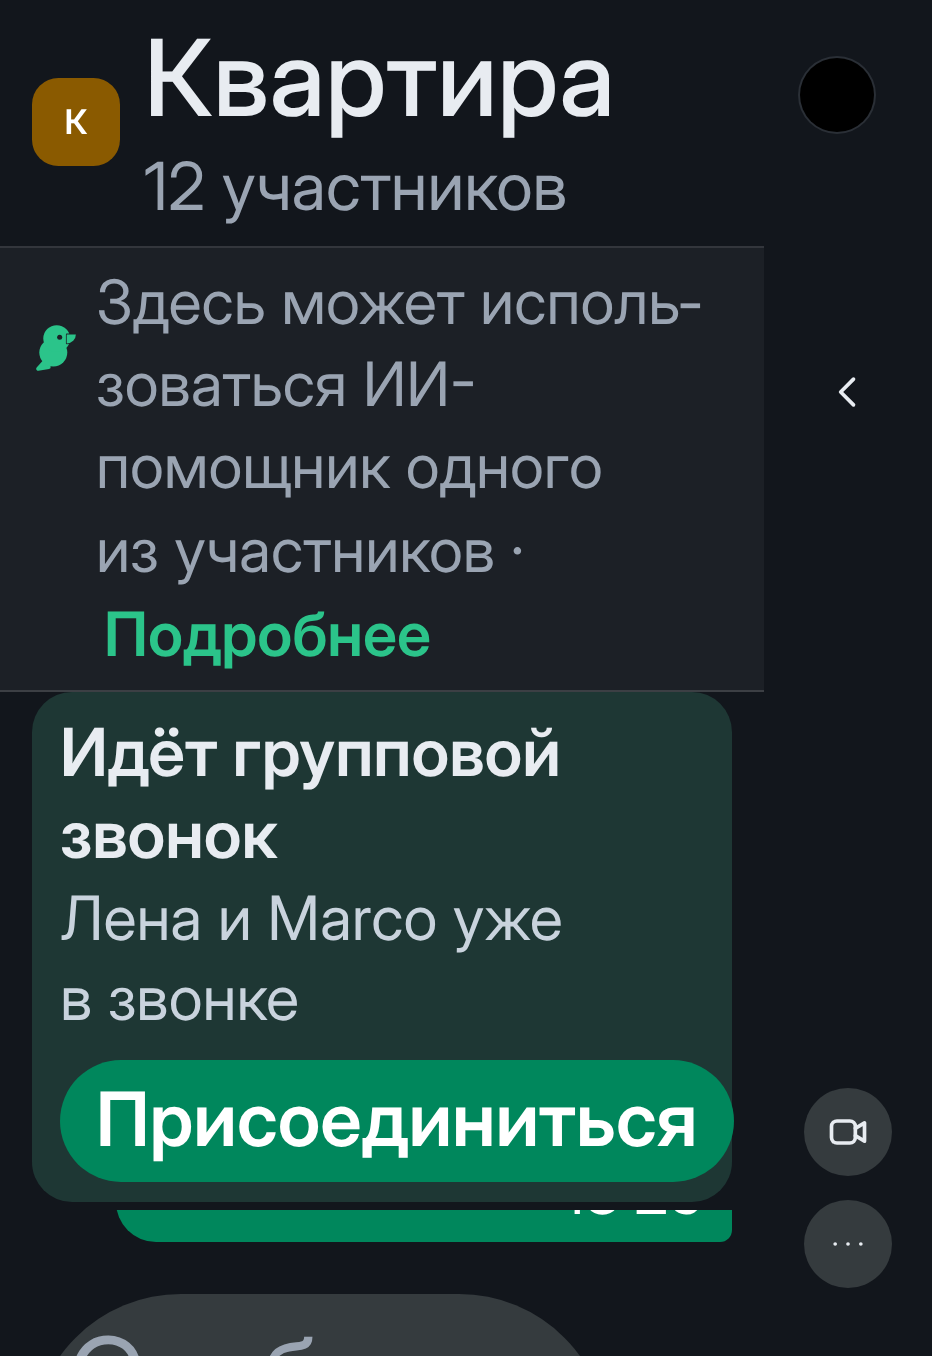 К
Квартира
12 участников
Здесь может исполь-
зоваться ИИ-
помощник одного
из участников ·
Подробнее
Идёт групповой
звонок
Лена и Marco уже
в звонке
Присоединиться